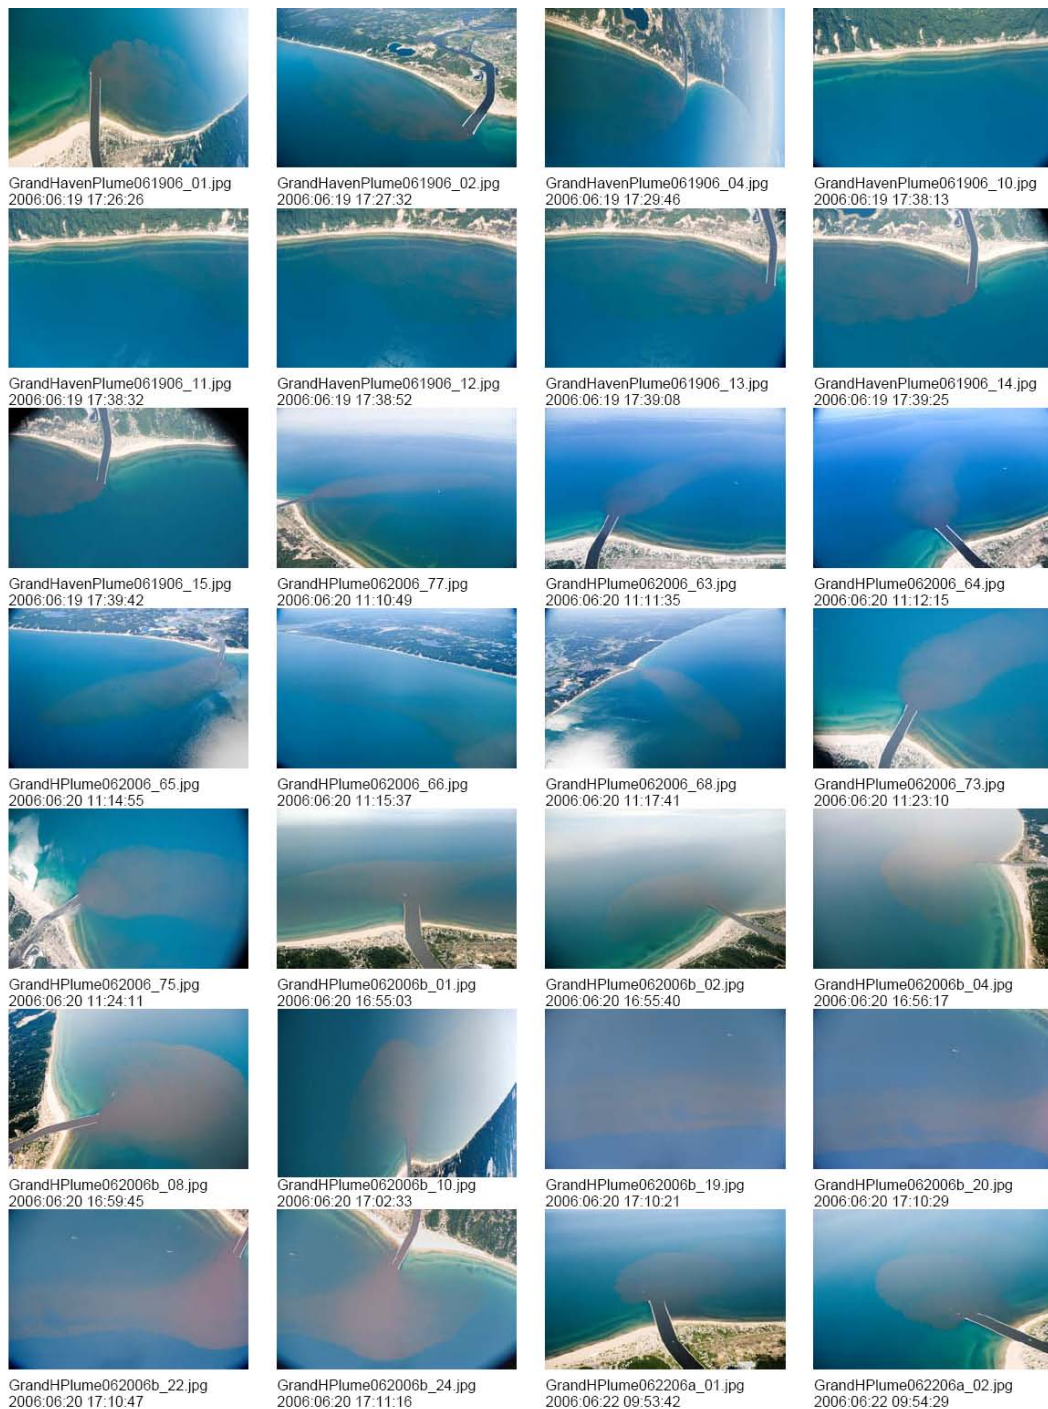 GrandHavenPlume061906_01.jpg
2006:06:19 17:26:26
GrandHavenPlume061906_02.jpg
2006:06:19 17:27:32
GrandHavenPlume061906_04.jpg
2006:06:19 17:29:46
GrandHavenPlume061906_10.jpg
2006:06:19 17:38:13
GrandHavenPlume061906_11.jpg
2006:06:19 17:38:32
GrandHavenPlume061906_12.jpg
2006:06:19 17:38:52
GrandHavenPlume061906_13.jpg
2006:06:19 17:39:08
GrandHavenPlume061906_14.jpg
2006:06:19 17:39:25
GrandHavenPlume061906_15.jpg
2006:06:19 17:39:42
GrandHPlume062006_77.jpg
2006:06:20 11:10:49
GrandHPlume062006_63.jpg
2006:06:20 11:11:35
GrandHPlume062006_64.jpg
2006:06:20 11:12:15
GrandHPlume062006_65.jpg
2006:06:20 11:14:55
GrandHPlume062006_66.jpg
2006:06:20 11:15:37
GrandHPlume062006_68.jpg
2006:06:20 11:17:41
GrandHPlume062006_73.jpg
2006:06:20 11:23:10
GrandHPlume062006_75.jpg
2006:06:20 11:24:11
GrandHPlume062006b_01.jpg
2006:06:20 16:55:03
GrandHPlume062006b_02.jpg
2006:06:20 16:55:40
GrandHPlume062006b_04.jpg
2006:06:20 16:56:17
GrandHPlume062006b_08.jpg
2006:06:20 16:59:45
GrandHPlume062006b_10.jpg
2006:06:20 17:02:33
GrandHPlume062006b_19.jpg
2006:06:20 17:10:21
GrandHPlume062006b_20.jpg
2006:06:20 17:10:29
GrandHPlume062006b_22.jpg
2006:06:20 17:10:47
GrandHPlume062006b_24.jpg
2006:06:20 17:11:16
GrandHPlume062206a_01.jpg
2006:06:22 09:53:42
GrandHPlume062206a_02.jpg
2006:06:22 09:54:29